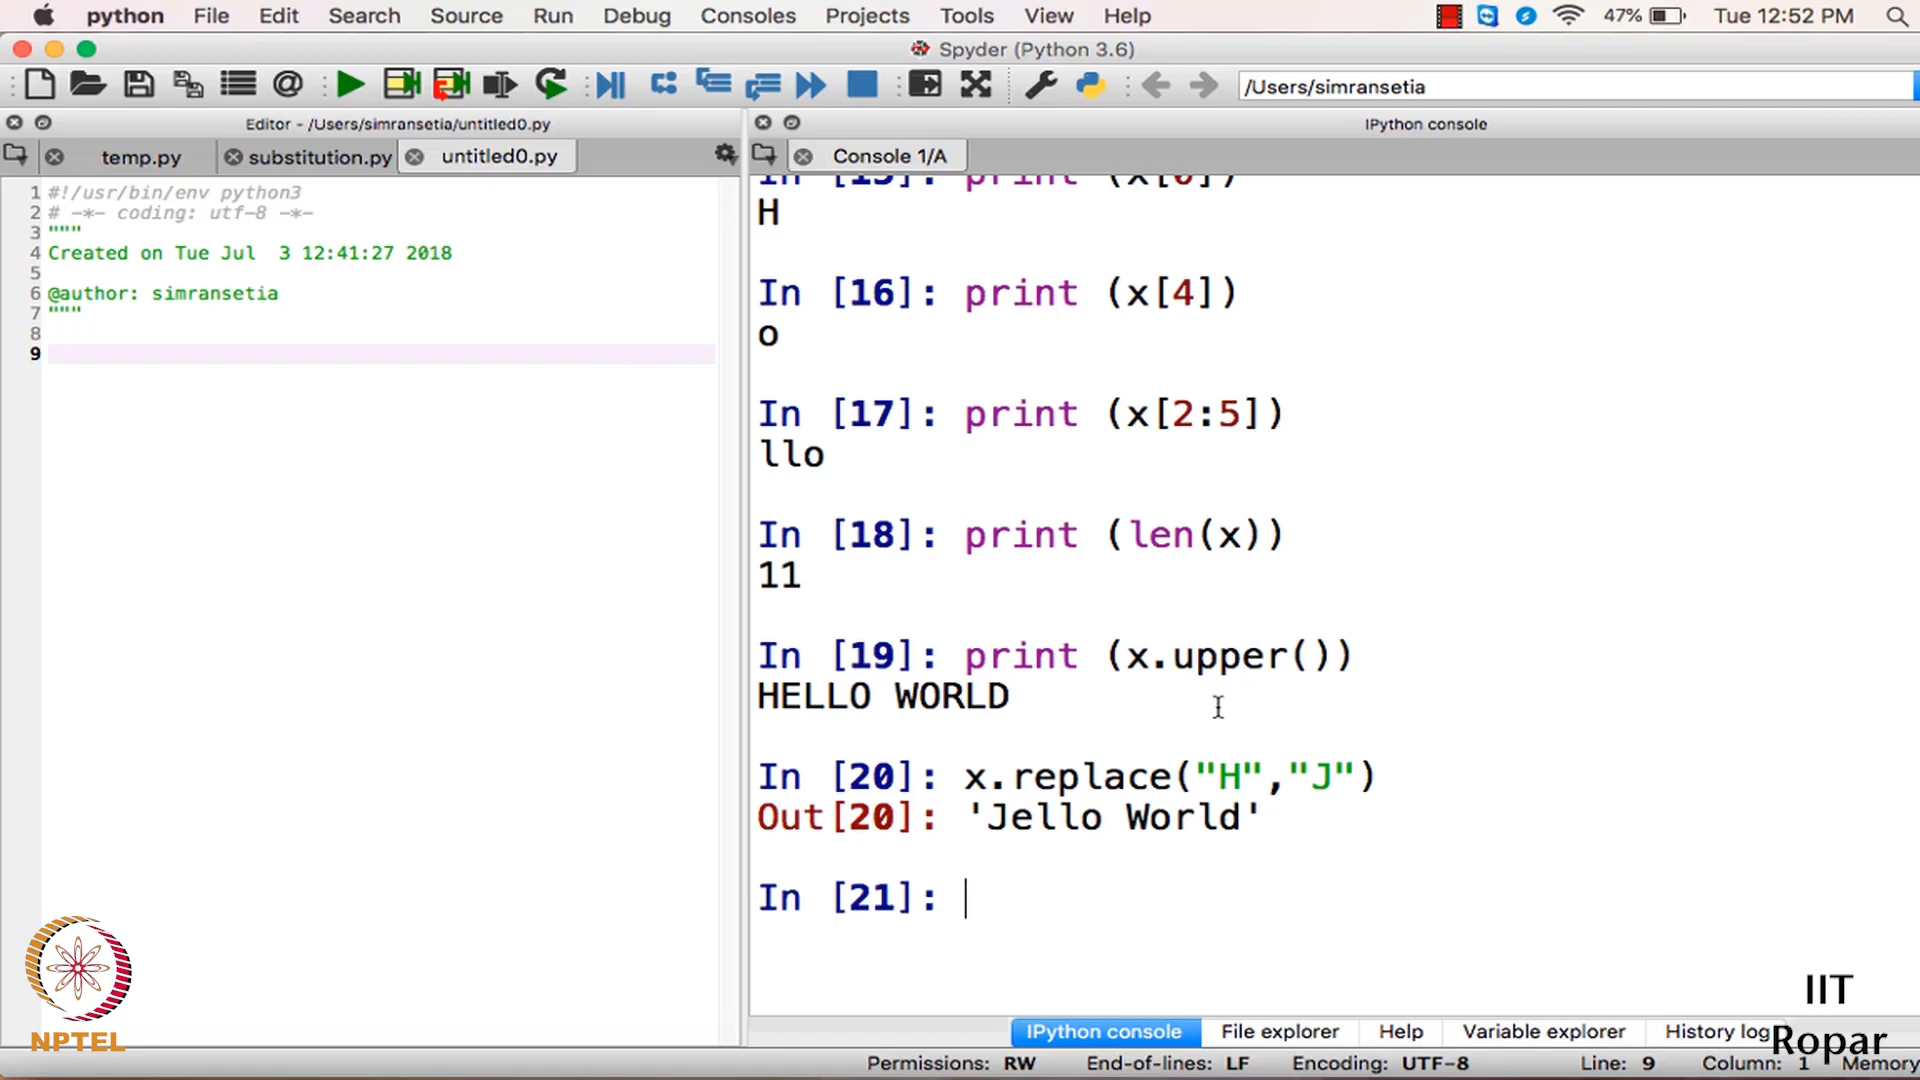 python File Edit Search Source Run Debug Consoles Projects Tools View Help 47% Tue 12:52 PM
Spyder (Python 3.6)
/Users/simransetia
Editor - /Users/simransetia/untitled0.py
IPython console
temp.py substitution.py untitled0.py
Console 1/A
1 #!/usr/bin/env python3
2 # -*- coding: utf-8 -*-
3 """
4 Created on Tue Jul  3 12:41:27 2018
5
6 @author: simransetia
7 """
8
9
In [15]: print (x[0])
H
In [16]: print (x[4])
o
In [17]: print (x[2:5])
llo
In [18]: print (len(x))
11
In [19]: print (x.upper())
HELLO WORLD
In [20]: x.replace("H","J")
Out[20]: 'Jello World'
In [21]:
NPTEL
IIT
Ropar
IPython console File explorer Help Variable explorer History log
Permissions: RW End-of-lines: LF Encoding: UTF-8 Line: 9 Column: 1 Memory